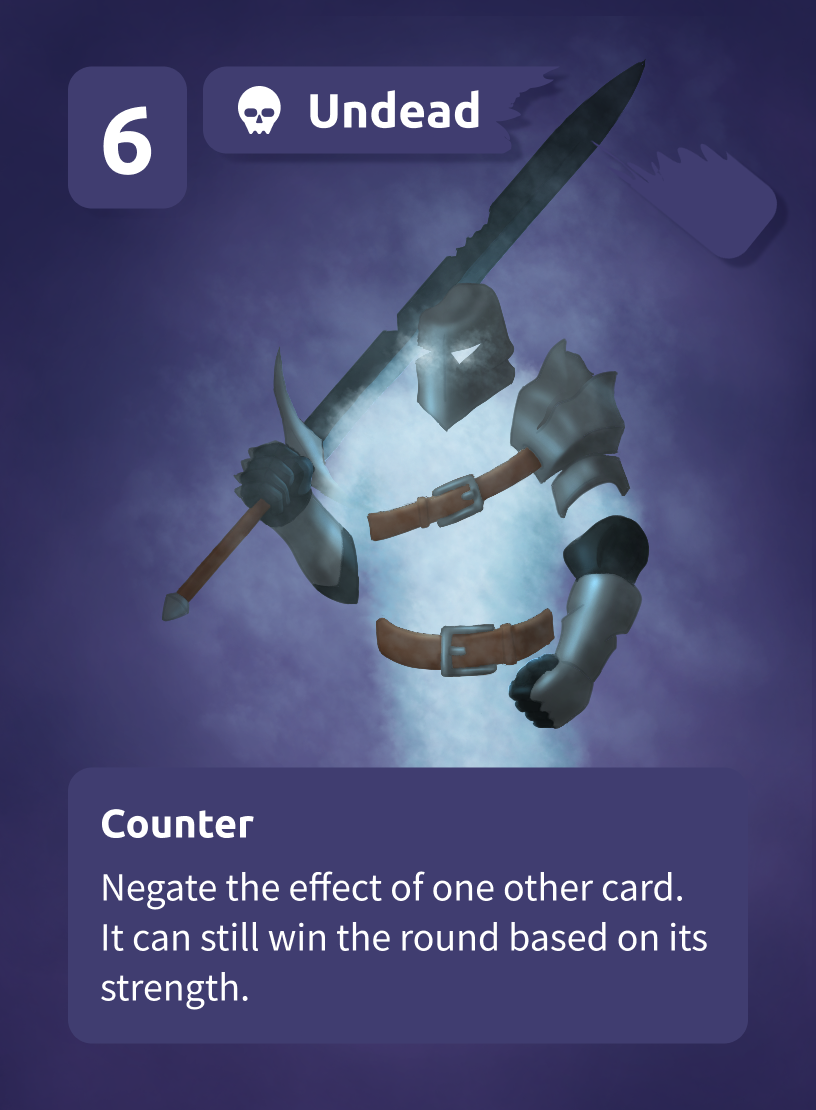 6
Undead
Counter
Negate the effect of one other card.
It can still win the round based on its
strength.